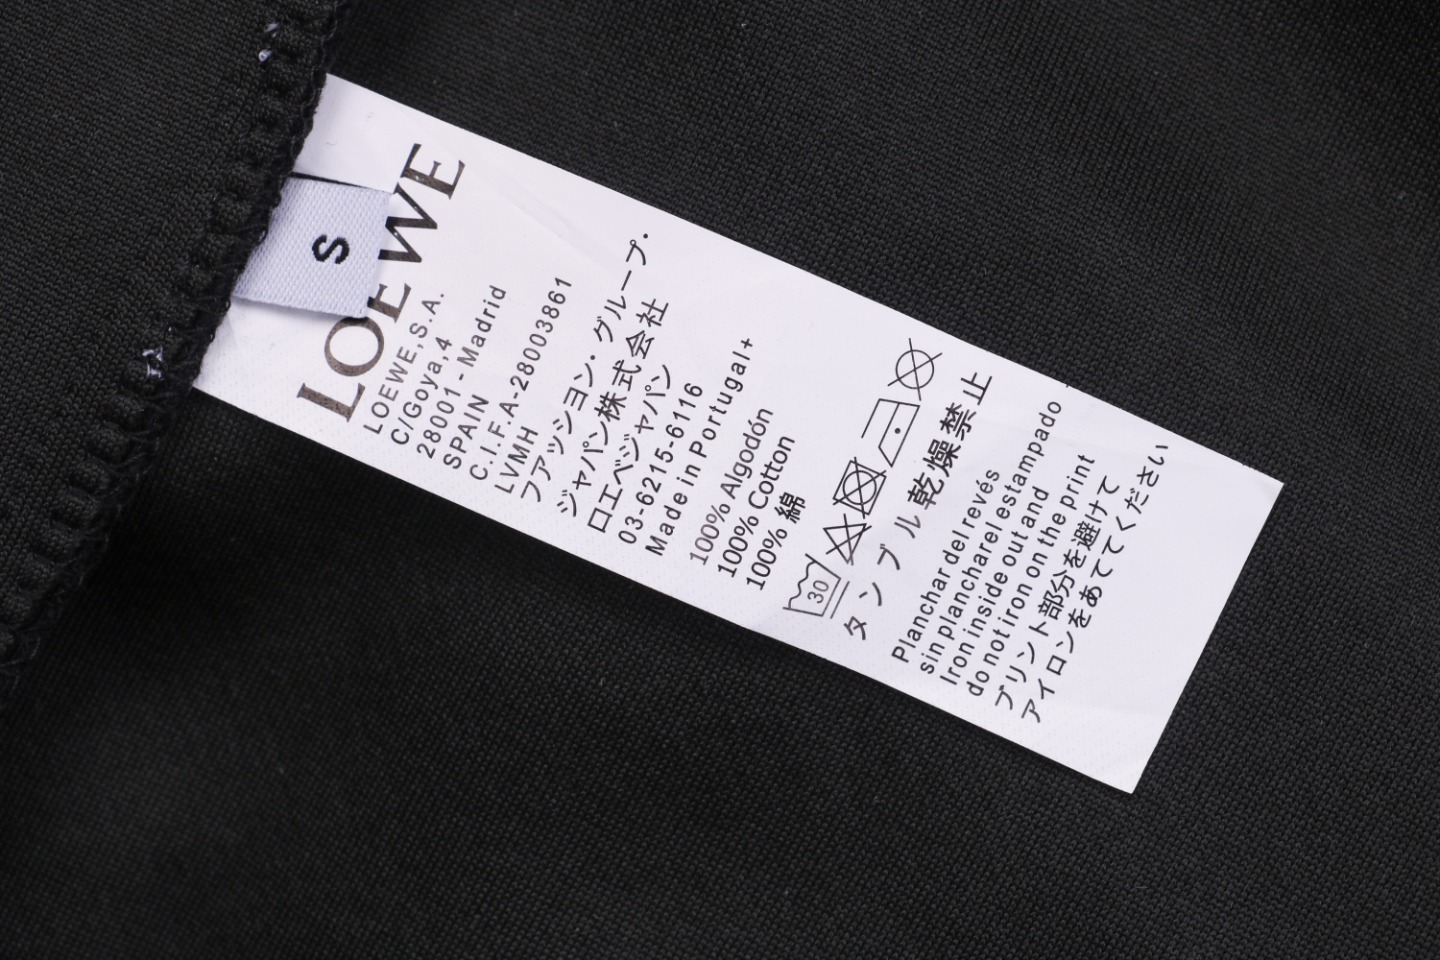 LOEWE
S
LOEWE,S.A.
C/Goya,4
28001 - Madrid
SPAIN
C.I.F.A-28003861
LVMH
フアッション・グループ・
ジャパン株式会社
ロエベジャパン
03-6215-6116
Made in Portugal+
100% Algodón
100% Cotton
100% 綿
30
タンブル乾燥禁止
Planchar del revés
sin plancharel estampado
Iron inside out and
do not iron on the print
プリント部分を避けて
アイロンをあててください